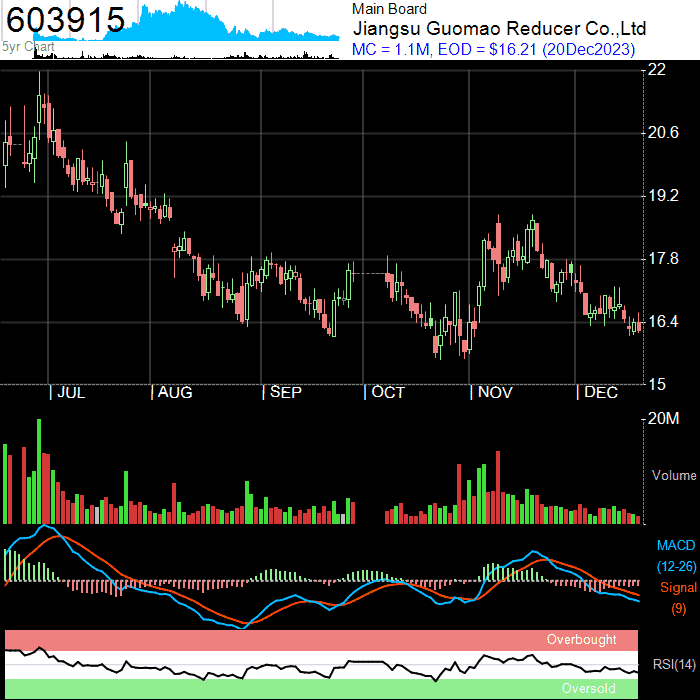 603915
5yr Chart
Main Board
Jiangsu Guomao Reducer Co.,Ltd
MC = 1.1M, EOD = $16.21 (20Dec2023)
22
20.6
19.2
17.8
16.4
15
JUL AUG SEP OCT NOV DEC
20M
Volume
MACD
(12-26)
Signal
(9)
Overbought
RSI(14)
Oversold